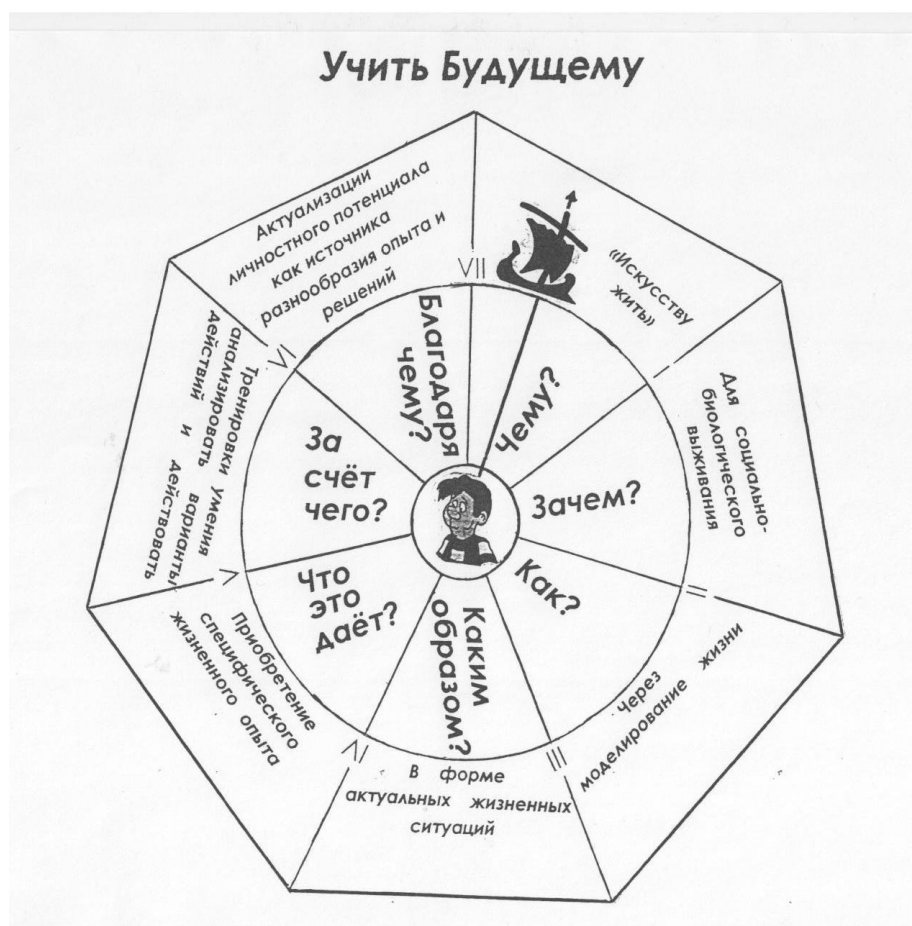 Учить Будущему
VII
Чему?
«Искусству
жить»
I
Зачем?
Для социально-
биологического
выживания
II
Как?
Через
моделирование жизни
III
Каким
образом?
В форме
актуальных жизненных
ситуаций
IV
Что
это
даёт?
Приобретение
специфического
жизненного опыта
V
За
счёт
чего?
Тренировки умения
анализировать варианты
действий и действовать
VI
Благодаря
чему?
Актуализации
личностного потенциала
как источника
разнообразия опыта и
решений